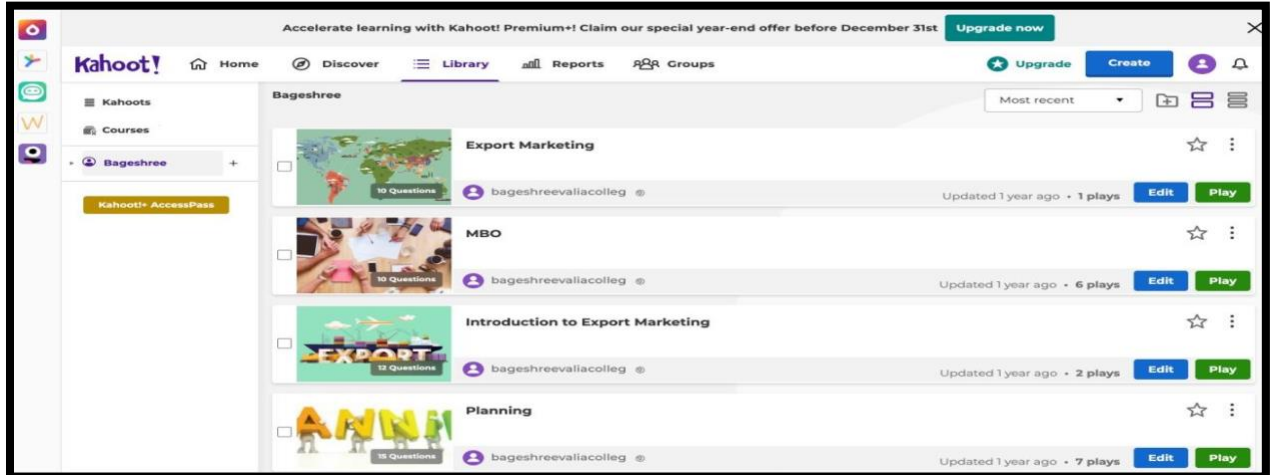 Accelerate learning with Kahoot! Premium+! Claim our special year-end offer before December 31st Upgrade now
Kahoot! Home Discover Library Reports Groups Upgrade Create
Kahoots
Courses
Bageshree +
Kahoot!+ AccessPass
Bageshree Most recent
Export Marketing
10 Questions bageshreevaliacolleg Updated 1 year ago • 1 plays Edit Play
MBO
10 Questions bageshreevaliacolleg Updated 1 year ago • 6 plays Edit Play
Introduction to Export Marketing
EXPORT
12 Questions bageshreevaliacolleg Updated 1 year ago • 2 plays Edit Play
Planning
ANNI
15 Questions bageshreevaliacolleg Updated 1 year ago • 7 plays Edit Play